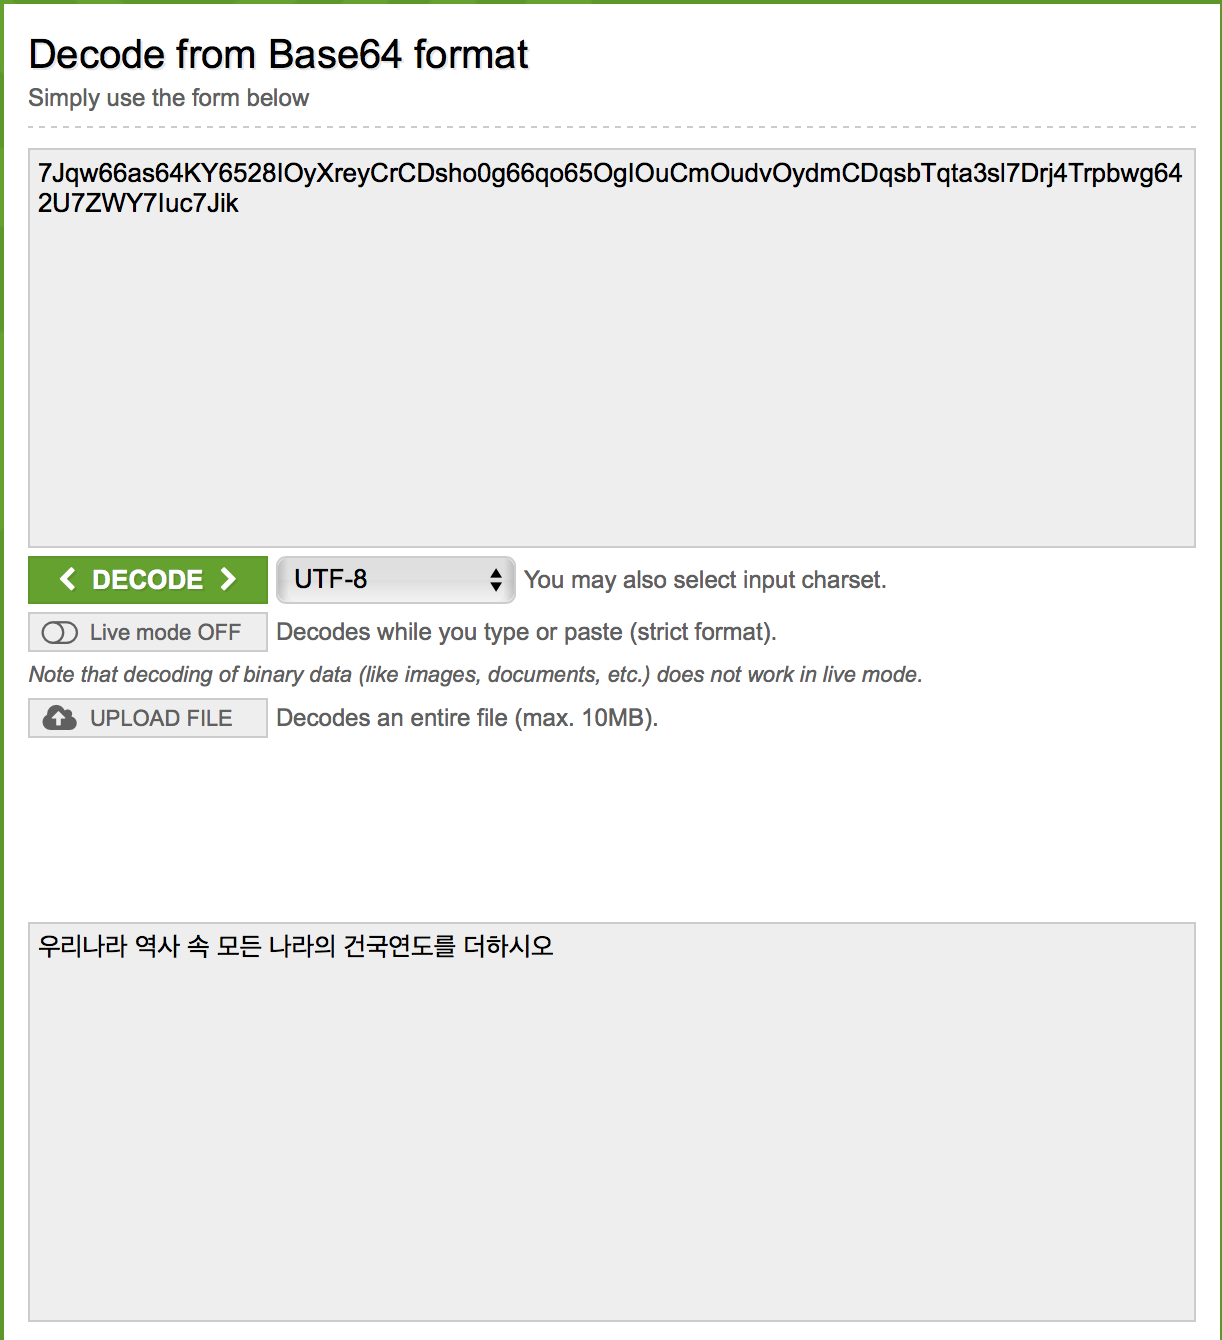 Decode from Base64 format
Simply use the form below
7Jqw66as64KY6528IOyXreyCrCDsho0g66qo65OgIOuCmOudvOydmCDqsbTqta3sl7Drj4Trpbwg64
2U7ZWY7Iuc7Jik
DECODE
UTF-8
You may also select input charset.
Live mode OFF
Decodes while you type or paste (strict format).
Note that decoding of binary data (like images, documents, etc.) does not work in live mode.
UPLOAD FILE
Decodes an entire file (max. 10MB).
우리나라 역사 속 모든 나라의 건국연도를 더하시오